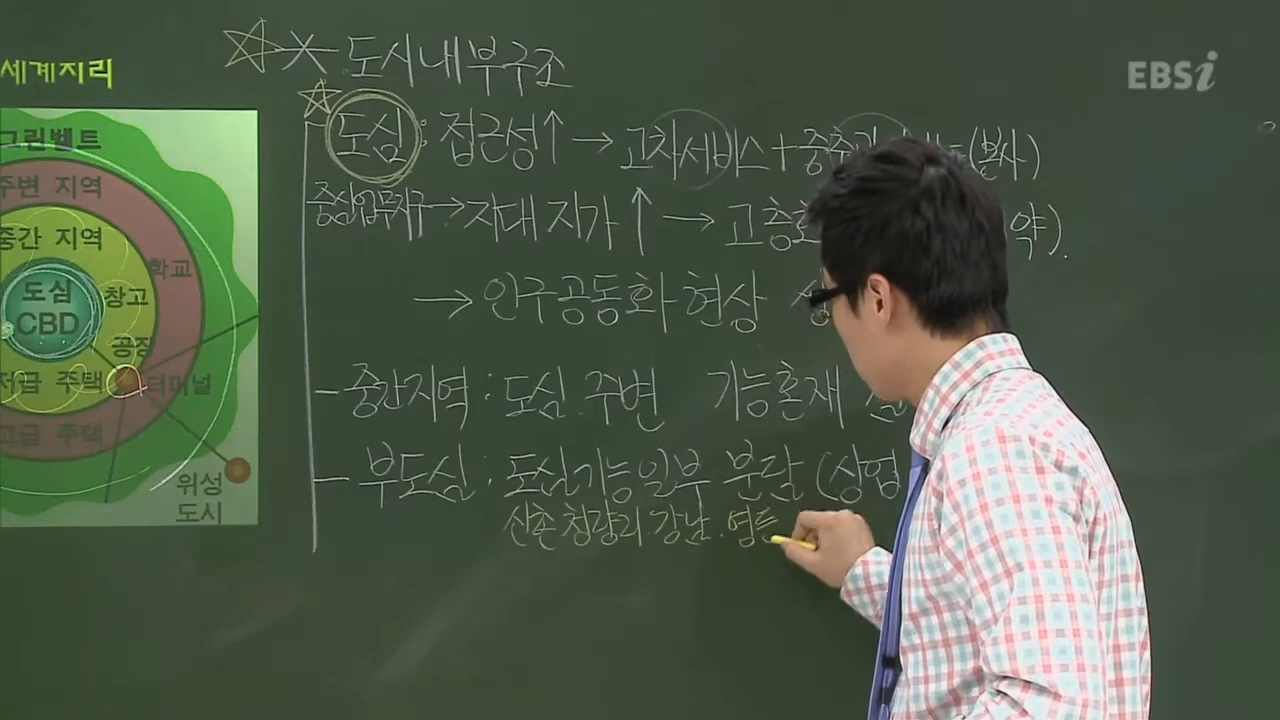 세계지리
그린벨트
주변 지역
중간 지역
학교
도심
CBD
창고
공장
저급 주택
터미널
고급 주택
위성
도시
EBSi
도시내부구조
도심 : 접근성↑ → 고차서비스 + 중추 (본사)
중심업무지구 → 지대 지가 ↑ → 고층 약).
→ 인구공동화 현상
- 중간지역 : 도심. 주변 기능혼재
- 부도심 : 도심기능일부 분담 (상업
신촌. 청량리. 강남. 영등